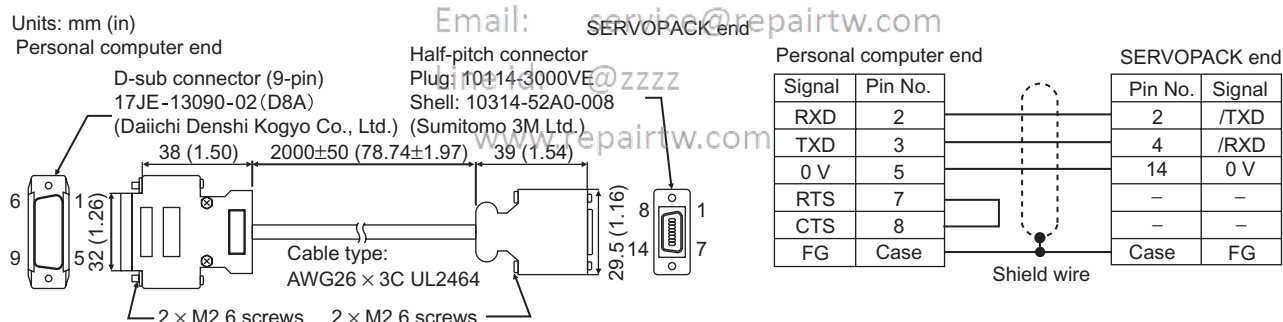 Email: service@repairtw.com
Units: mm (in)
SERVOPACK end
Personal computer end
Half-pitch connector
D-sub connector (9-pin)
Plug: 10114-3000VE
Line id: @zzzz
17JE-13090-02(D8A)
Shell: 10314-52A0-008
(Daiichi Denshi Kogyo Co., Ltd.) (Sumitomo 3M Ltd.)
www.repairtw.com
38 (1.50) 2000±50 (78.74±1.97) 39 (1.54)
6 1
9 5
32 (1.26)
29.5 (1.16)
8 1
14 7
Cable type:
AWG26 × 3C UL2464
2 × M2.6 screws 2 × M2.6 screws
Personal computer end SERVOPACK end
Signal Pin No. Pin No. Signal
RXD 2 2 /TXD
TXD 3 4 /RXD
0 V 5 14 0 V
RTS 7 – –
CTS 8 – –
FG Case Case FG
Shield wire